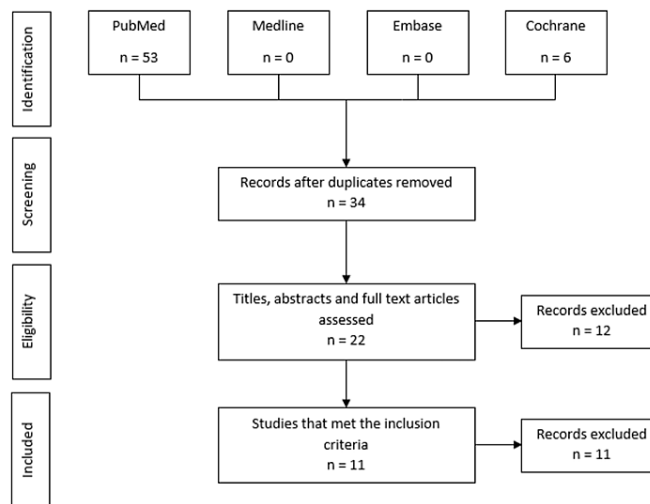 Identification
PubMed
n = 53
Medline
n = 0
Embase
n = 0
Cochrane
n = 6
Screening
Records after duplicates removed
n = 34
Eligibility
Titles, abstracts and full text articles
assessed
n = 22
Records excluded
n = 12
Included
Studies that met the inclusion
criteria
n = 11
Records excluded
n = 11